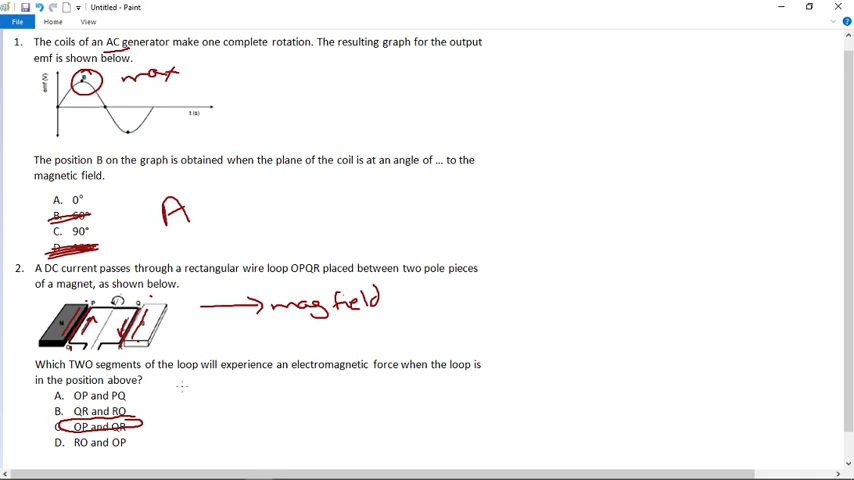 Untitled - Paint
File Home View
1. The coils of an AC generator make one complete rotation. The resulting graph for the output
emf is shown below.
max
B
emf (V)
t (s)
The position B on the graph is obtained when the plane of the coil is at an angle of ... to the
magnetic field.
A. 0°
B. 60°
C. 90°
D.
A
2. A DC current passes through a rectangular wire loop OPQR placed between two pole pieces
of a magnet, as shown below.
P Q
N
→ mag field
R
Which TWO segments of the loop will experience an electromagnetic force when the loop is
in the position above?
A. OP and PQ
B. QR and RO
C. OP and QR
D. RO and OP